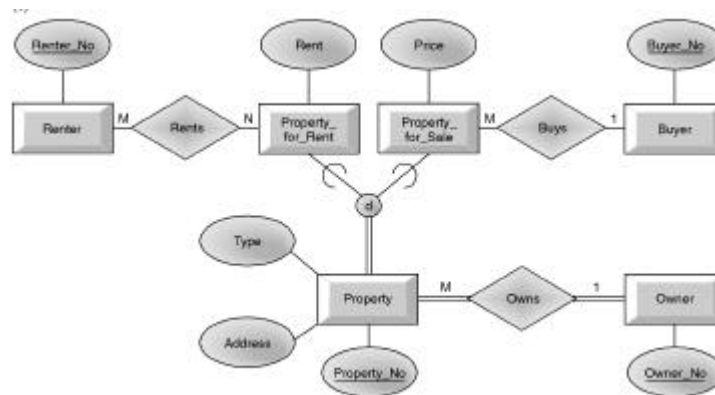 Renter_No
Rent
Price
Buyer_No
Renter
M
Rents
N
Property_
for_Rent
Property_
for_Sale
M
Buys
1
Buyer
d
Type
Property
M
Owns
1
Owner
Address
Property_No
Owner_No